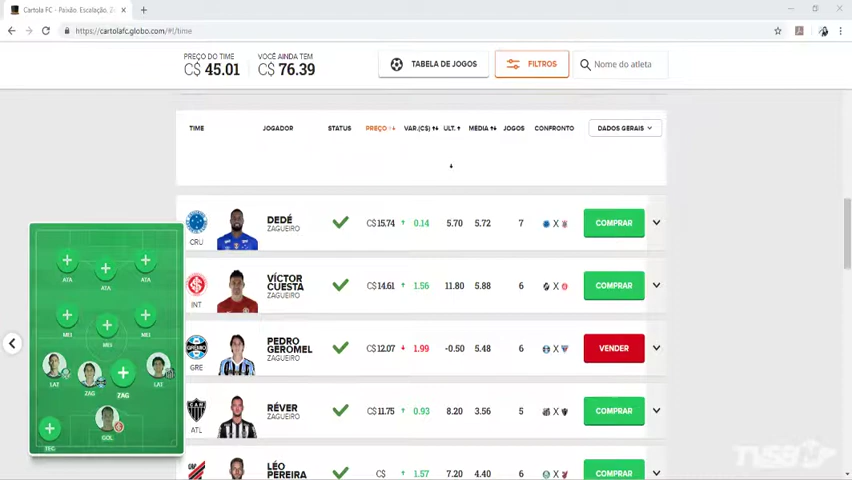 Cartola FC - Paixão. Escalação. Z
https://cartolafc.globo.com/#!/time
PREÇO DO TIME
C$ 45.01
VOCÊ AINDA TEM
C$ 76.39
TABELA DE JOGOS
FILTROS
Nome do atleta
TIME JOGADOR STATUS PREÇO VAR.(C$) ULT. MÉDIA JOGOS CONFRONTO DADOS GERAIS
CRU DEDÉ ZAGUEIRO C$ 15.74 0.14 5.70 5.72 7 X COMPRAR
INT VÍCTOR CUESTA ZAGUEIRO C$ 14.61 1.56 11.80 5.88 6 X COMPRAR
GRE PEDRO GEROMEL ZAGUEIRO C$ 12.07 1.99 -0.50 5.48 6 X VENDER
ATL RÉVER ZAGUEIRO C$ 11.75 0.93 8.20 3.56 5 X COMPRAR
LÉO PEREIRA C$ 1.57 7.20 4.40 6 X COMPRAR
ATA ATA ATA
MEI MEI MEI
LAT ZAG ZAG LAT
GOL
TEC